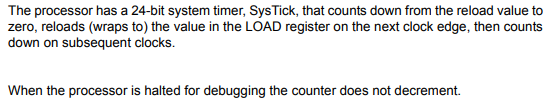 The processor has a 24-bit system timer, SysTick, that counts down from the reload value to
zero, reloads (wraps to) the value in the LOAD register on the next clock edge, then counts
down on subsequent clocks.
When the processor is halted for debugging the counter does not decrement.